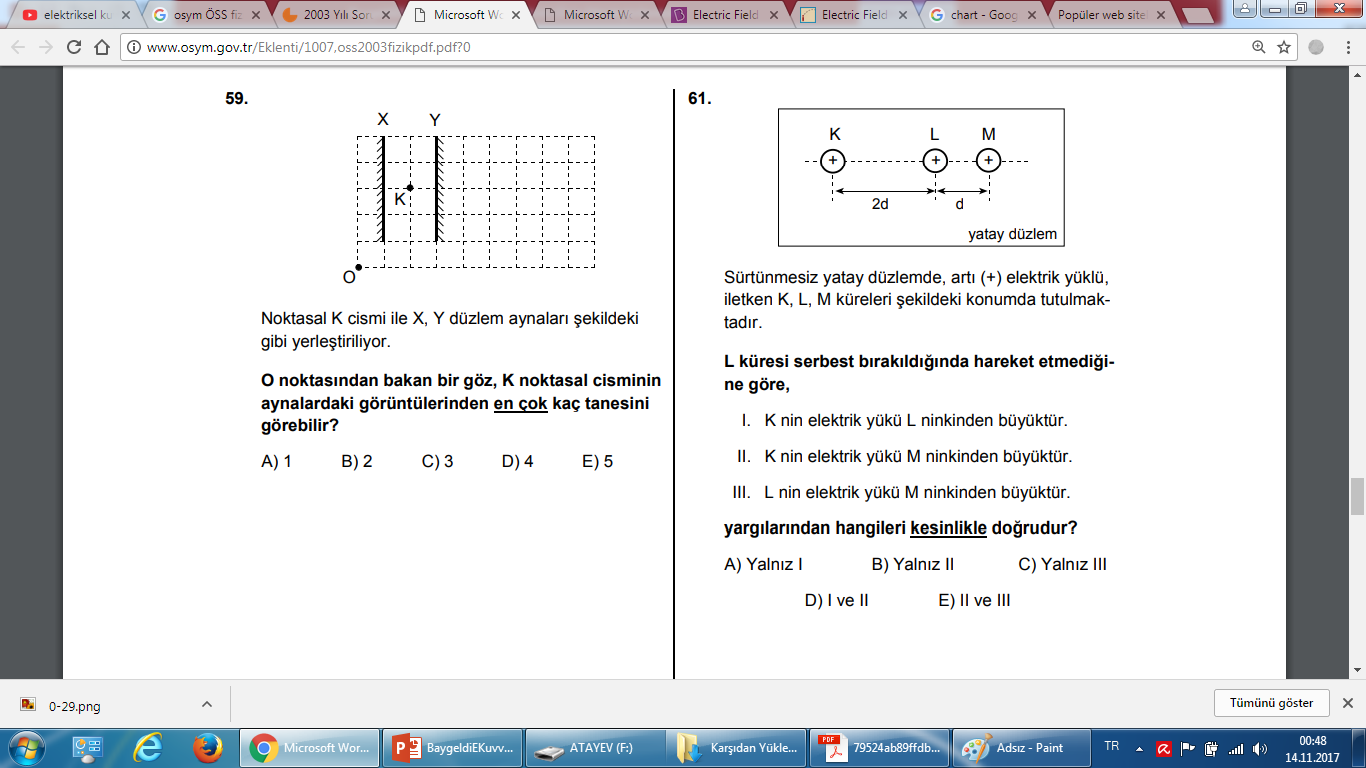 elektriksel ku
osym ÖSS fiz
2003 Yılı Son
Microsoft Wo
Microsoft Wo
Electric Field
Electric Field
chart - Goog
Popüler web site
www.osym.gov.tr/Eklenti/1007,oss2003fizikpdf.pdf?0
59.
X Y
K
O
Noktasal K cismi ile X, Y düzlem aynaları şekildeki
gibi yerleştiriliyor.
O noktasından bakan bir göz, K noktasal cisminin
aynalardaki görüntülerinden en çok kaç tanesini
görebilir?
A) 1 B) 2 C) 3 D) 4 E) 5
61.
K L M
+ + +
2d d
yatay düzlem
Sürtünmesiz yatay düzlemde, artı (+) elektrik yüklü,
iletken K, L, M küreleri şekildeki konumda tutulmak-
tadır.
L küresi serbest bırakıldığında hareket etmediği-
ne göre,
I. K nin elektrik yükü L ninkinden büyüktür.
II. K nin elektrik yükü M ninkinden büyüktür.
III. L nin elektrik yükü M ninkinden büyüktür.
yargılarından hangileri kesinlikle doğrudur?
A) Yalnız I B) Yalnız II C) Yalnız III
D) I ve II E) II ve III
0-29.png
Tümünü göster
Microsoft Wor...
BaygeldiEKuvv...
ATAYEV (F:)
Karşıdan Yükle...
79524ab89ffdb...
Adsız - Paint
TR
00:48
14.11.2017